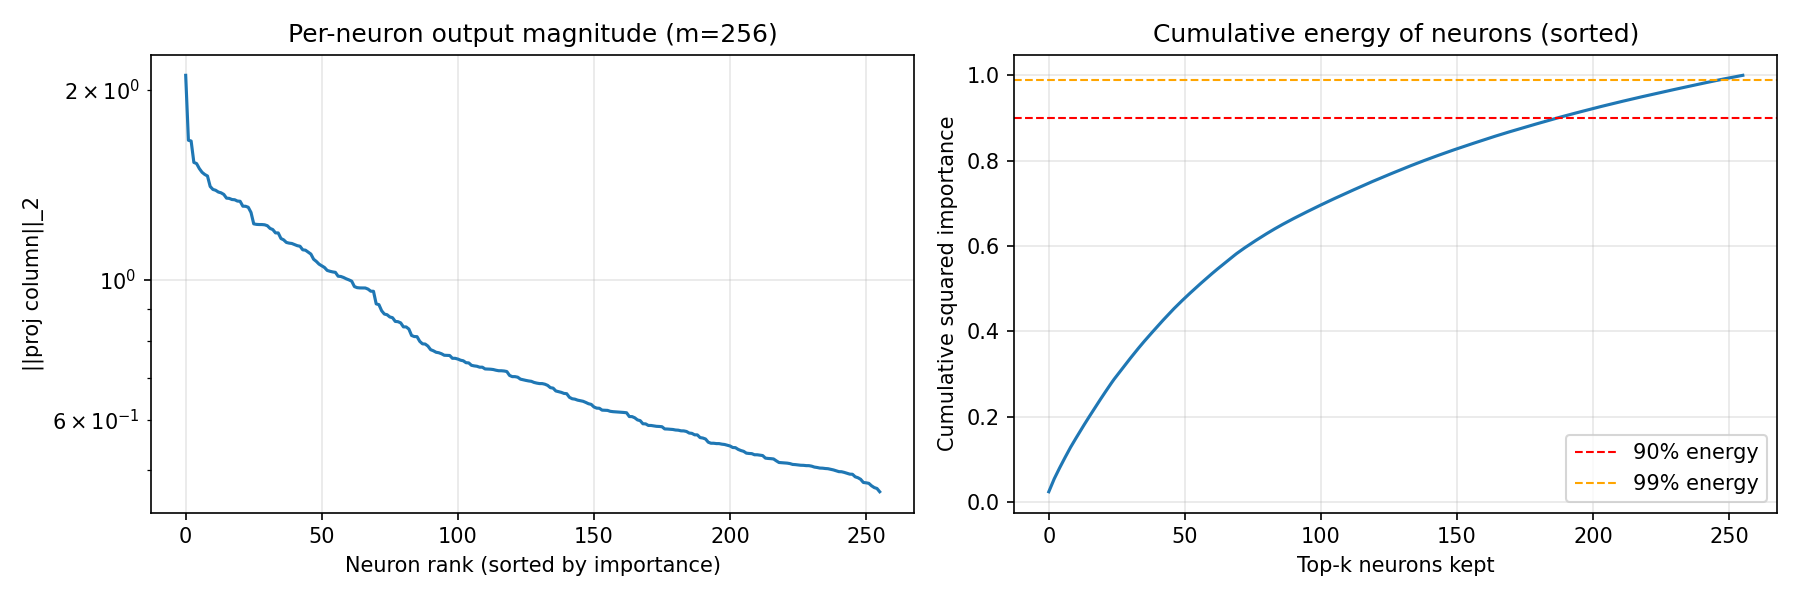 Per-neuron output magnitude (m=256)
||proj column||_2
2 × 10⁰
10⁰
6 × 10⁻¹
0 50 100 150 200 250
Neuron rank (sorted by importance)
Cumulative energy of neurons (sorted)
Cumulative squared importance
1.0
0.8
0.6
0.4
0.2
0.0
90% energy
99% energy
0 50 100 150 200 250
Top-k neurons kept